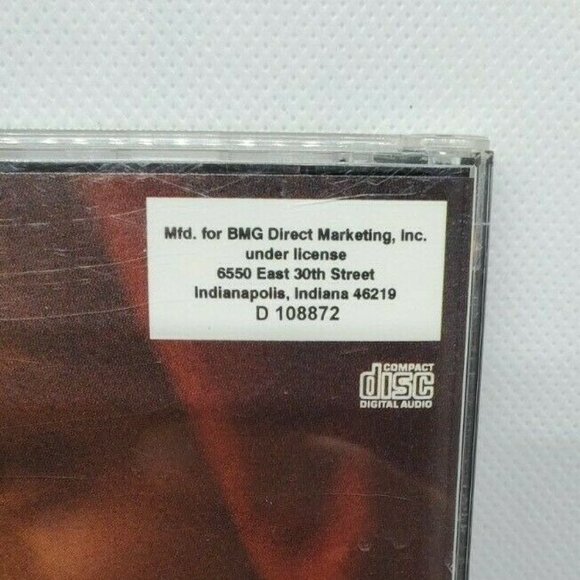 Mfd. for BMG Direct Marketing, Inc.
under license
6550 East 30th Street
Indianapolis, Indiana 46219
D 108872
COMPACT
disc
DIGITAL AUDIO